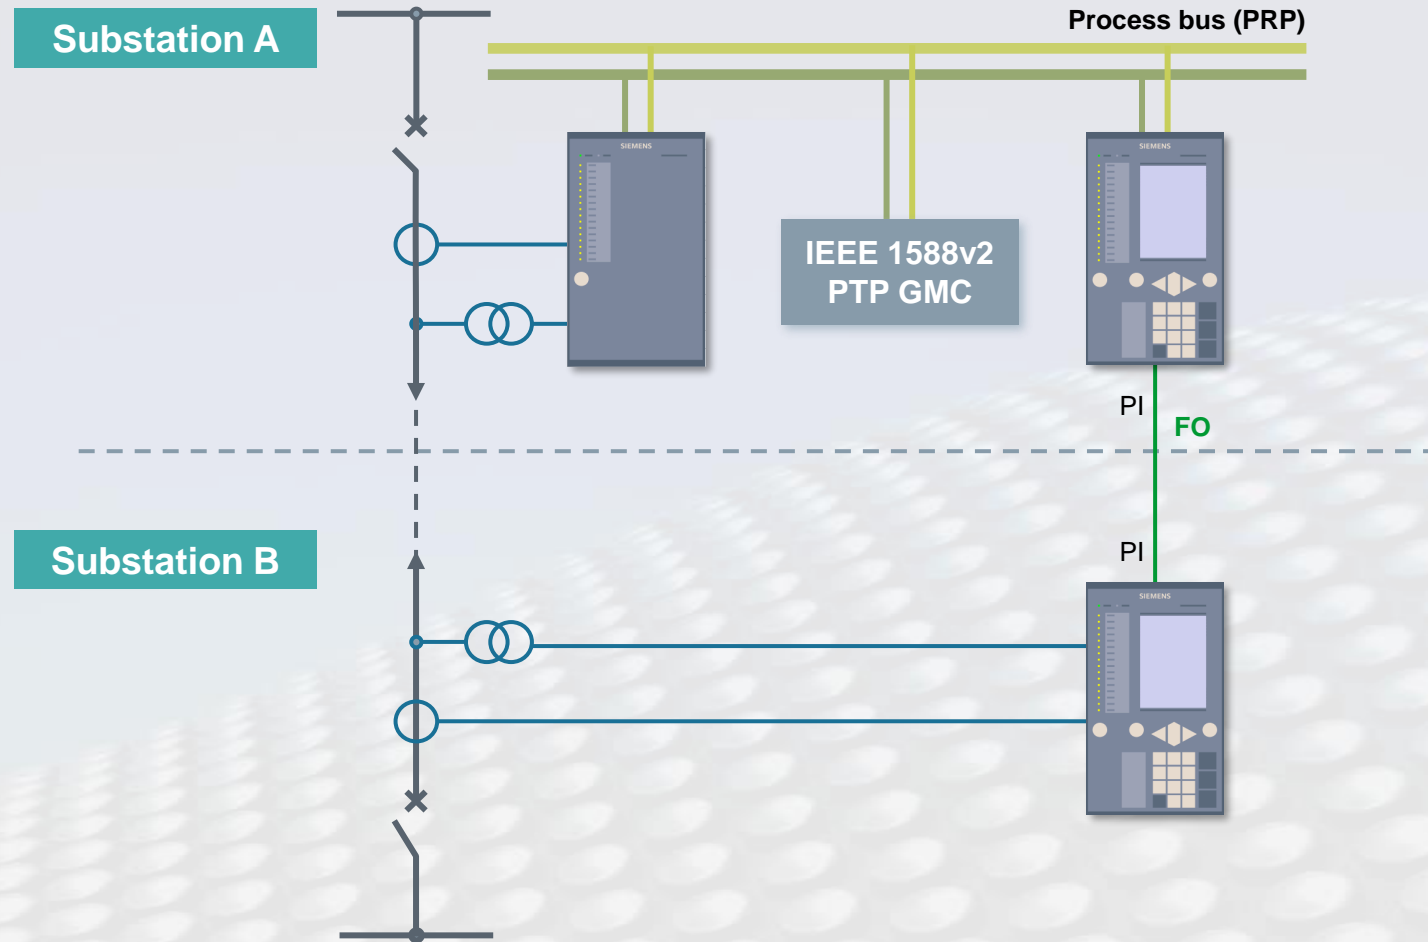 Substation A
Process bus (PRP)
SIEMENS
SIEMENS
IEEE 1588v2
PTP GMC
PI
FO
PI
Substation B
SIEMENS